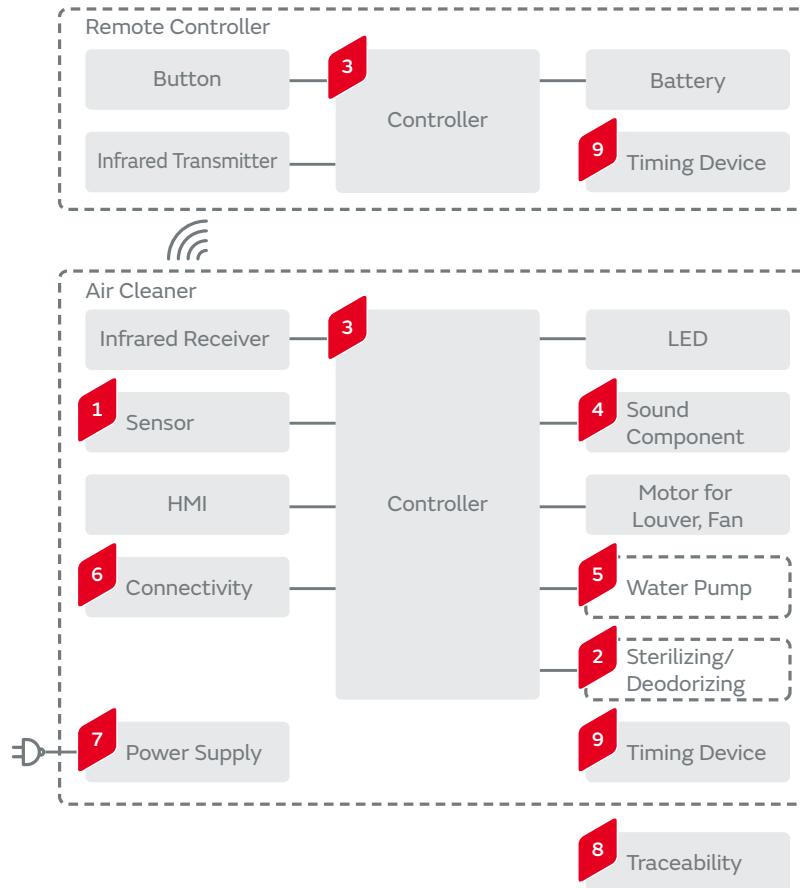 Remote Controller
Button
3
Controller
Battery
Infrared Transmitter
9
Timing Device
Air Cleaner
Infrared Receiver
3
LED
1
Sensor
4
Sound
Component
HMI
Controller
Motor for
Louver, Fan
6
Connectivity
5
Water Pump
2
Sterilizing/
Deodorizing
7
Power Supply
9
Timing Device
8
Traceability